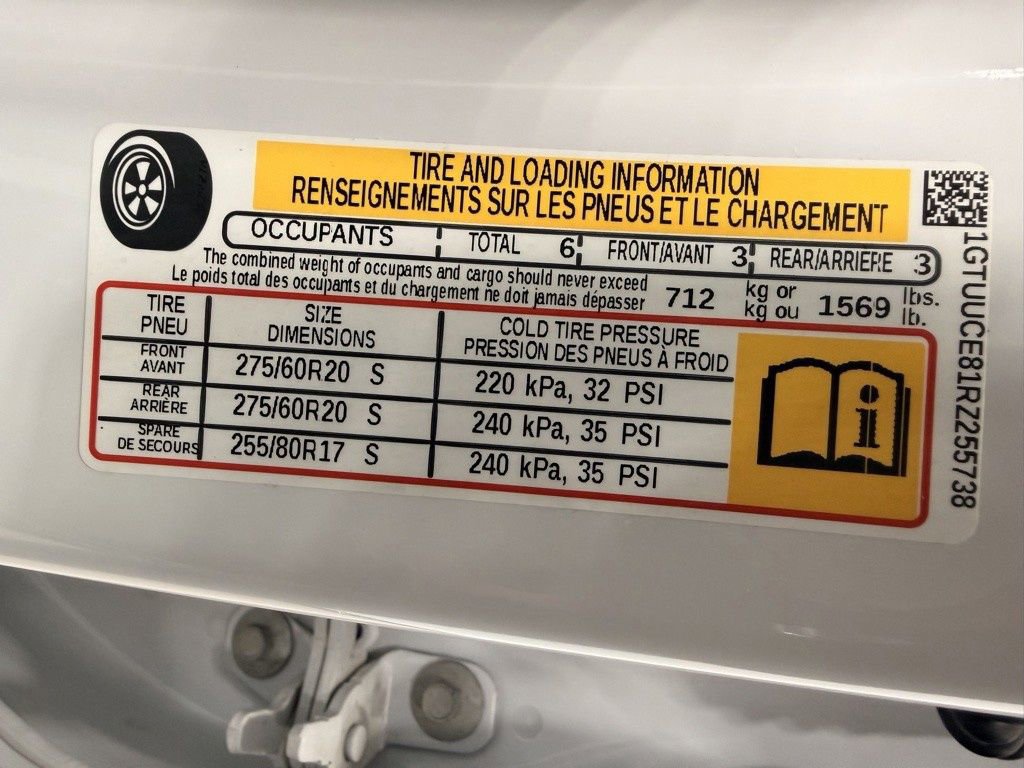 TIRE AND LOADING INFORMATION
RENSEIGNEMENTS SUR LES PNEUS ET LE CHARGEMENT
OCCUPANTS TOTAL 6 FRONT/AVANT 3 REAR/ARRIERE 3
The combined weight of occupants and cargo should never exceed
Le poids total des occupants et du chargement ne doit jamais dépasser
712 kg or 1569 lbs.
kg ou lb.
TIRE SIZE COLD TIRE PRESSURE
PNEU DIMENSIONS PRESSION DES PNEUS À FROID
FRONT
AVANT 275/60R20 S 220 kPa, 32 PSI
REAR
ARRIÈRE 275/60R20 S 240 kPa, 35 PSI
SPARE
DE SECOURS 255/80R17 S 240 kPa, 35 PSI
i
1GTUUCE81RZ255738